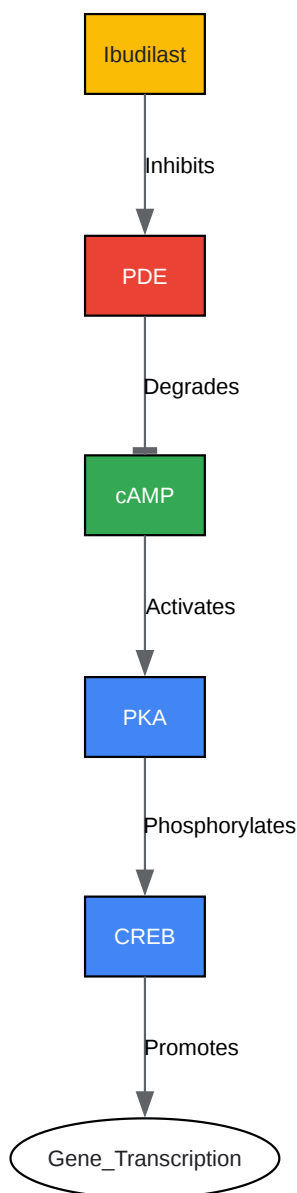 Ibudilast
Inhibits
PDE
Degrades
cAMP
Activates
PKA
Phosphorylates
CREB
Promotes
Gene_Transcription